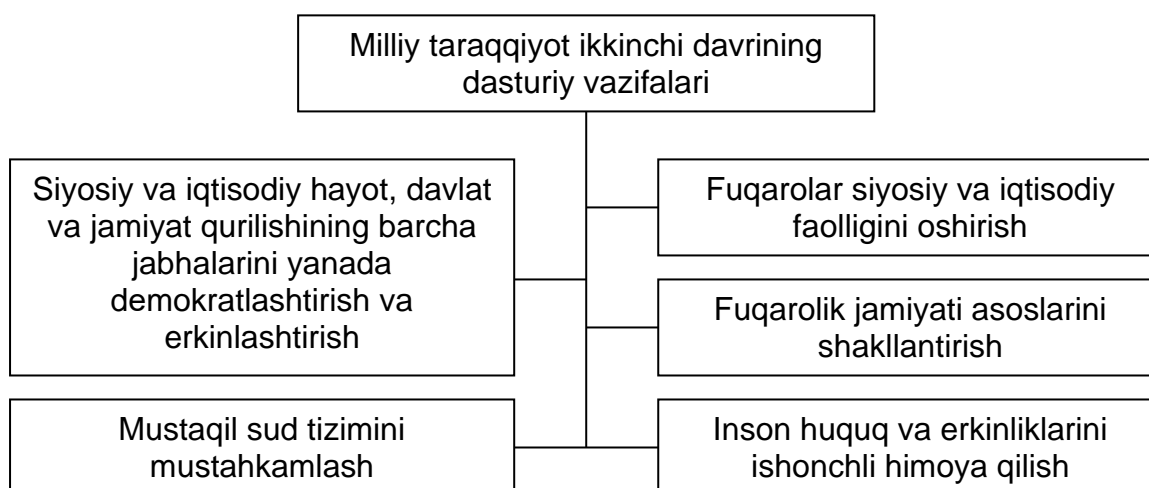 Milliy taraqqiyot ikkinchi davrining
dasturiy vazifalari
Siyosiy va iqtisodiy hayot, davlat
va jamiyat qurilishining barcha
jabhalarini yanada
demokratlashtirish va
erkinlashtirish
Fuqarolar siyosiy va iqtisodiy
faolligini oshirish
Fuqarolik jamiyati asoslarini
shakllantirish
Mustaqil sud tizimini
mustahkamlash
Inson huquq va erkinliklarini
ishonchli himoya qilish